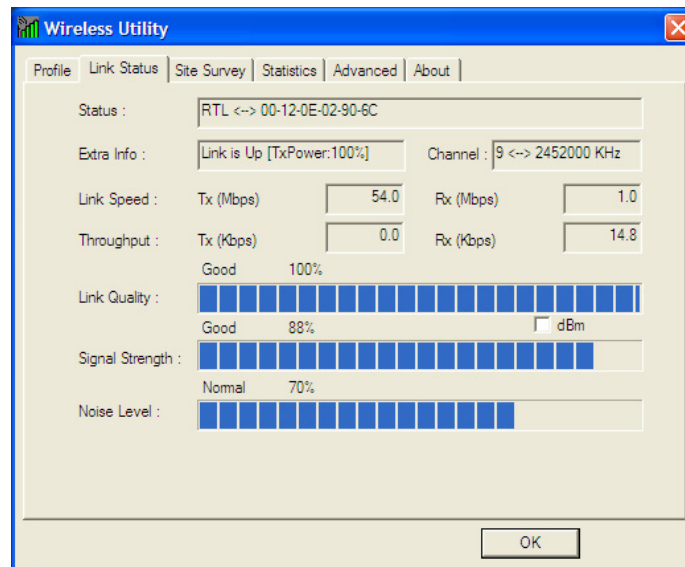 Wireless Utility
Profile Link Status Site Survey Statistics Advanced About
Status : RTL <--> 00-12-0E-02-90-6C
Extra Info : Link is Up [TxPower:100%] Channel : 9 <--> 2452000 KHz
Link Speed : Tx (Mbps) 54.0 Rx (Mbps) 1.0
Throughput : Tx (Kbps) 0.0 Rx (Kbps) 14.8
Good 100%
Link Quality :
Good 88% dBm
Signal Strength :
Normal 70%
Noise Level :
OK